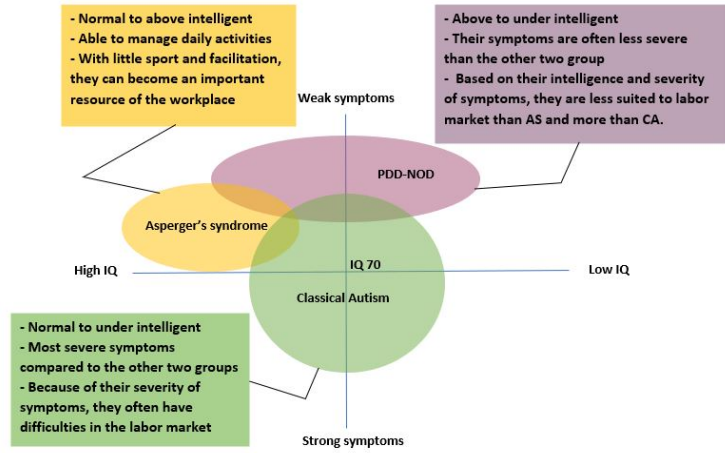 - Normal to above intelligent
- Able to manage daily activities
- With little sport and facilitation,
they can become an important
resource of the workplace
- Above to under intelligent
- Their symptoms are often less severe
than the other two group
- Based on their intelligence and severity
of symptoms, they are less suited to labor
market than AS and more than CA.
Weak symptoms
PDD-NOD
Asperger's syndrome
High IQ
IQ 70
Low IQ
Classical Autism
- Normal to under intelligent
- Most severe symptoms
compared to the other two groups
- Because of their severity of
symptoms, they often have
difficulties in the labor market
Strong symptoms